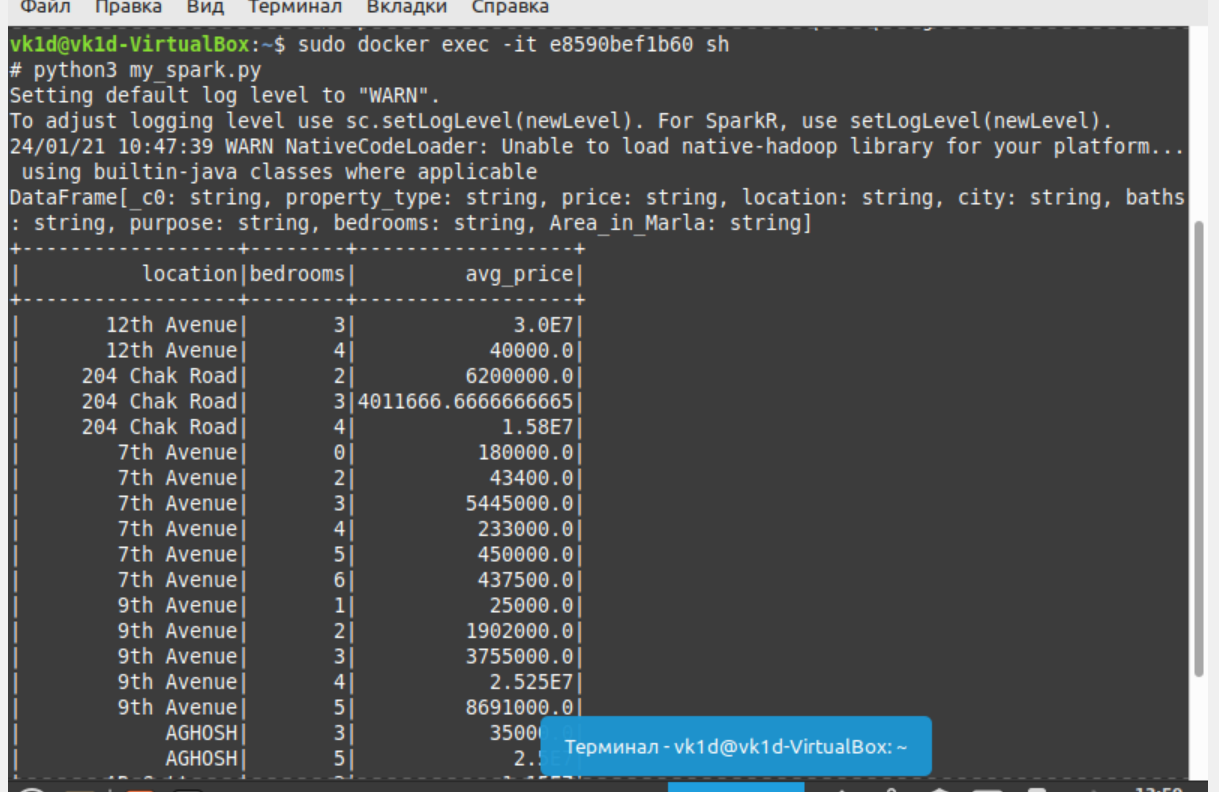 Файл Правка Вид Терминал Вкладки Справка
vk1d@vk1d-VirtualBox:~$ sudo docker exec -it e8590bef1b60 sh
# python3 my_spark.py
Setting default log level to "WARN".
To adjust logging level use sc.setLogLevel(newLevel). For SparkR, use setLogLevel(newLevel).
24/01/21 10:47:39 WARN NativeCodeLoader: Unable to load native-hadoop library for your platform...
using builtin-java classes where applicable
DataFrame[_c0: string, property_type: string, price: string, location: string, city: string, baths
: string, purpose: string, bedrooms: string, Area_in_Marla: string]
+------------------+--------+------------------+
|          location|bedrooms|         avg_price|
+------------------+--------+------------------+
|       12th Avenue|       3|             3.0E7|
|       12th Avenue|       4|           40000.0|
|     204 Chak Road|       2|         6200000.0|
|     204 Chak Road|       3|4011666.6666666665|
|     204 Chak Road|       4|            1.58E7|
|        7th Avenue|       0|          180000.0|
|        7th Avenue|       2|           43400.0|
|        7th Avenue|       3|         5445000.0|
|        7th Avenue|       4|          233000.0|
|        7th Avenue|       5|          450000.0|
|        7th Avenue|       6|          437500.0|
|        9th Avenue|       1|           25000.0|
|        9th Avenue|       2|         1902000.0|
|        9th Avenue|       3|         3755000.0|
|        9th Avenue|       4|           2.525E7|
|        9th Avenue|       5|         8691000.0|
|            AGHOSH|       3|           35000.0|
|            AGHOSH|       5|             2.5E7|
Терминал - vk1d@vk1d-VirtualBox: ~